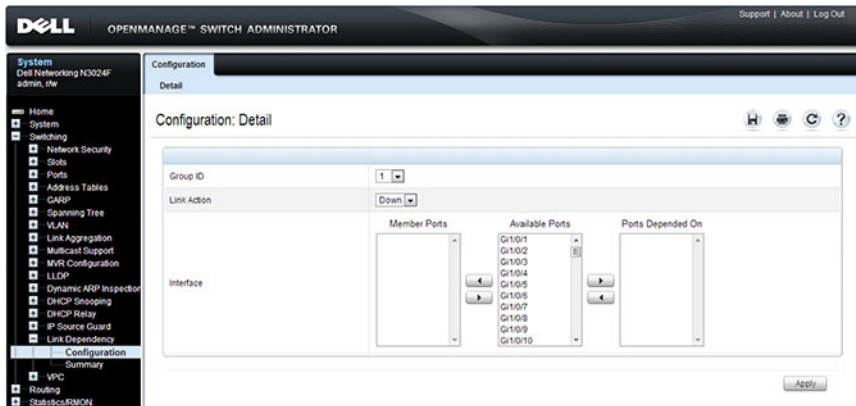 Support | About | Log Out
DELL OPENMANAGE™ SWITCH ADMINISTRATOR
System
Dell Networking N3024F
admin, r/w
Home
System
Switching
Network Security
Slots
Ports
Address Tables
GARP
Spanning Tree
VLAN
Link Aggregation
Multicast Support
MVR Configuration
LLDP
Dynamic ARP Inspection
DHCP Snooping
DHCP Relay
IP Source Guard
Link Dependency
Configuration
Summary
VPC
Routing
Statistics/RMON
Configuration
Detail
Configuration: Detail
Group ID
1
Link Action
Down
Interface
Member Ports
Available Ports
Ports Depended On
Gi1/0/1
Gi1/0/2
Gi1/0/3
Gi1/0/4
Gi1/0/5
Gi1/0/6
Gi1/0/7
Gi1/0/8
Gi1/0/9
Gi1/0/10
Apply